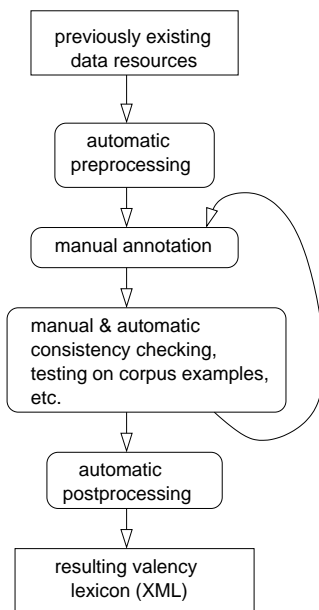 previously existing
data resources
automatic
preprocessing
manual annotation
manual & automatic
consistency checking,
testing on corpus examples,
etc.
automatic
postprocessing
resulting valency
lexicon (XML)